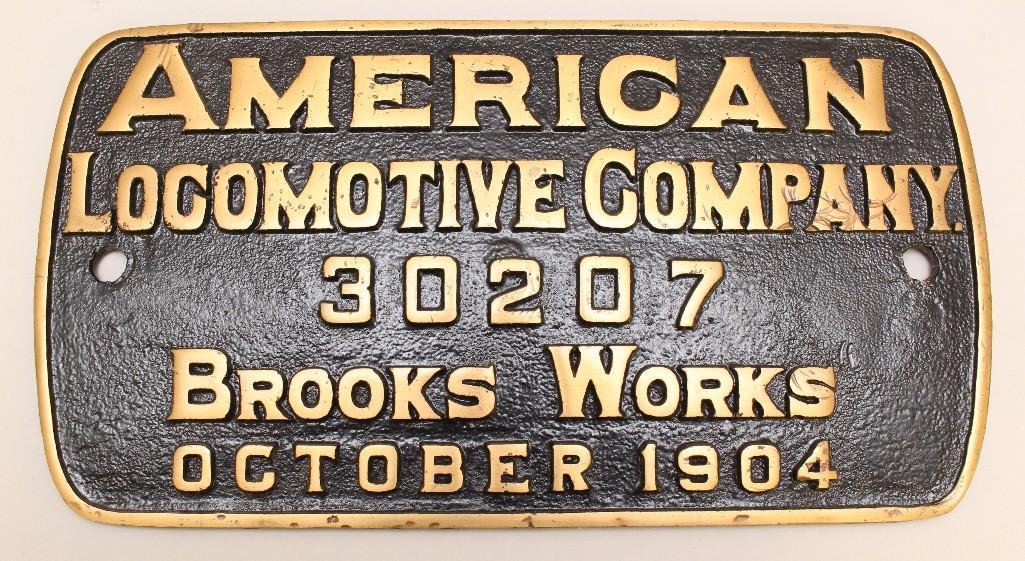 AMERICAN
LOCOMOTIVE COMPANY.
30207
BROOKS WORKS
OCTOBER 1904